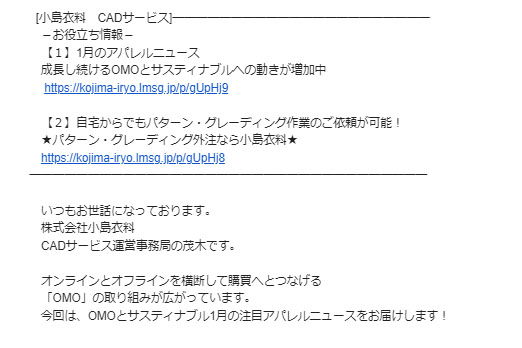 [小島衣料　CADサービス]━━━━━━━━━━━━━━━━━━━━━━━
－お役立ち情報－
【１】1月のアパレルニュース
成長し続けるOMOとサスティナブルへの動きが増加中
https://kojima-iryo.lmsg.jp/p/gUpHj9
【２】自宅からでもパターン・グレーディング作業のご依頼が可能！
★パターン・グレーディング外注なら小島衣料★
https://kojima-iryo.lmsg.jp/p/gUpHj8
━━━━━━━━━━━━━━━━━━━━━━━━━━━━━━━━━━━
いつもお世話になっております。
株式会社小島衣料
CADサービス運営事務局の茂木です。
オンラインとオフラインを横断して購買へとつなげる
「OMO」の取り組みが広がっています。
今回は、OMOとサスティナブル1月の注目アパレルニュースをお届けします！